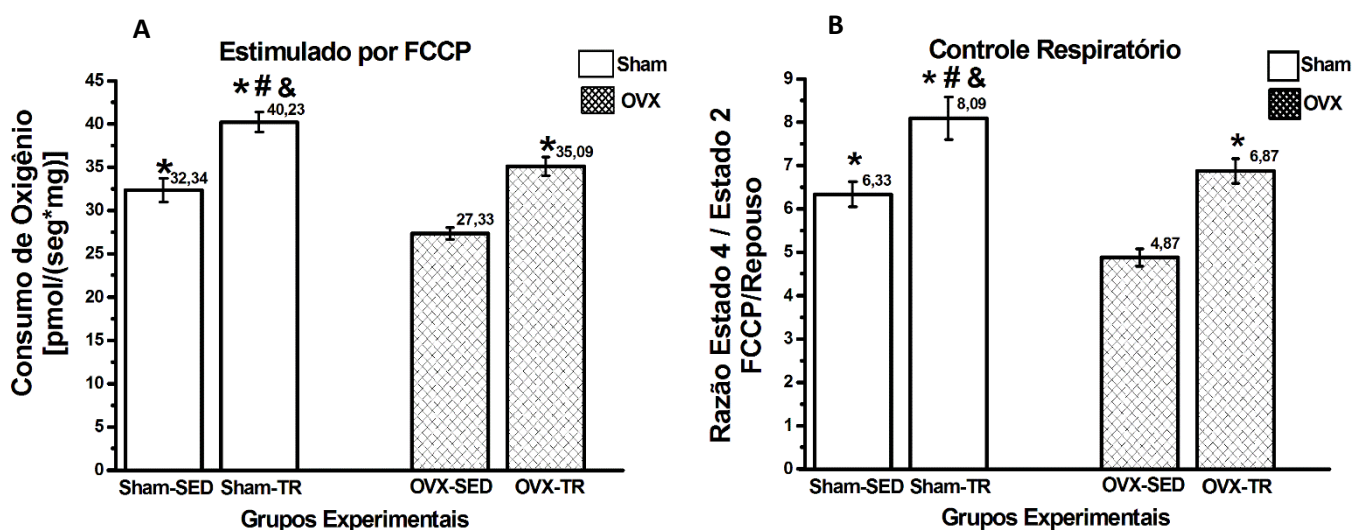 A
Estimulado por FCCP
Sham
OVX
Consumo de Oxigênio
[pmol/(seg*mg)]
45
40
35
30
25
20
15
10
5
0
*
32,34
* # &
40,23
27,33
*
35,09
Sham-SED
Sham-TR
OVX-SED
OVX-TR
Grupos Experimentais
B
Controle Respiratório
Sham
OVX
Razão Estado 4 / Estado 2
FCCP/Repouso
9
8
7
6
5
4
3
2
1
0
*
6,33
* # &
8,09
4,87
*
6,87
Sham-SED
Sham-TR
OVX-SED
OVX-TR
Grupos Experimentais